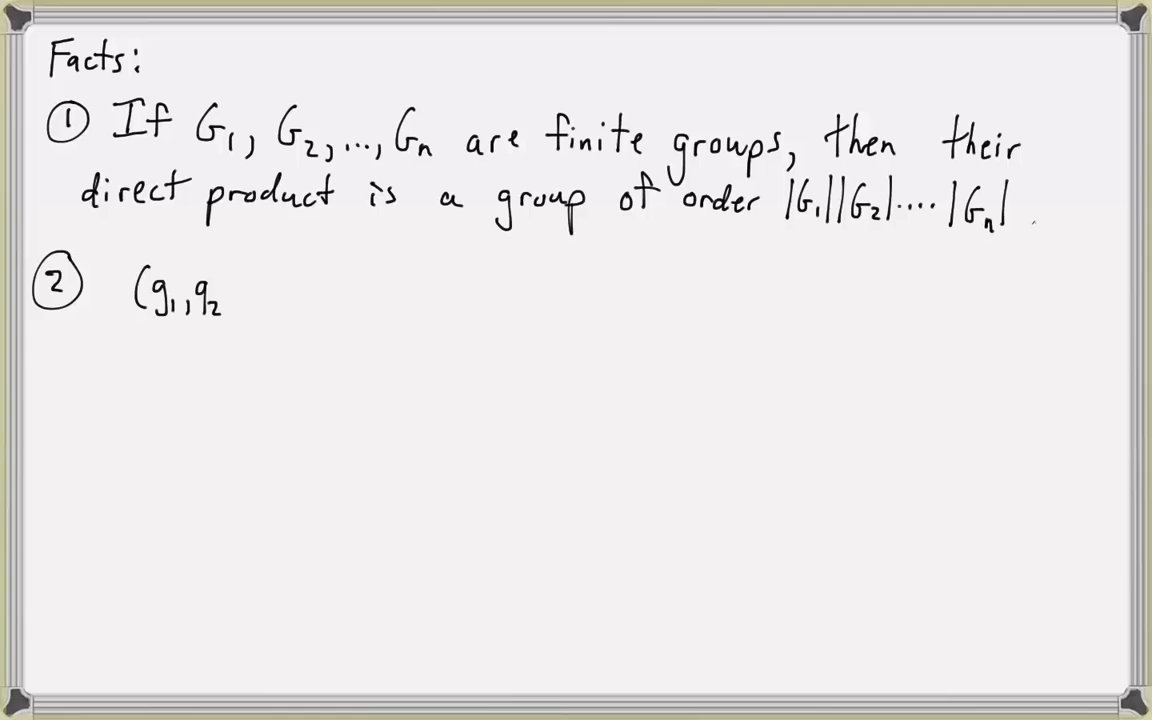 Facts:
① If G₁, G₂, ..., Gₙ are finite groups, then their
direct product is a group of order |G₁||G₂|····|Gₙ|
② (g₁,g₂